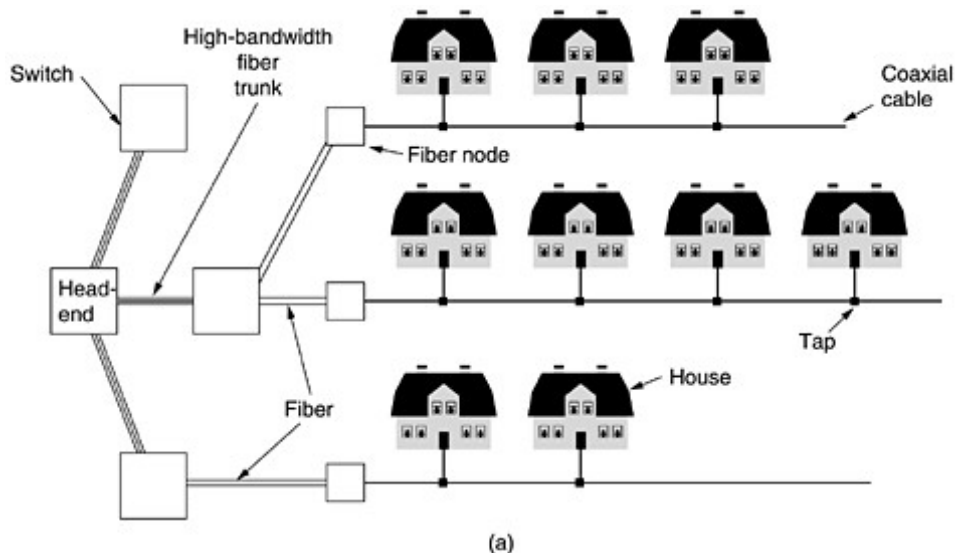 High-bandwidth
fiber
trunk
Switch
Coaxial
cable
Fiber node
Head-
end
Tap
Fiber
House
(a)